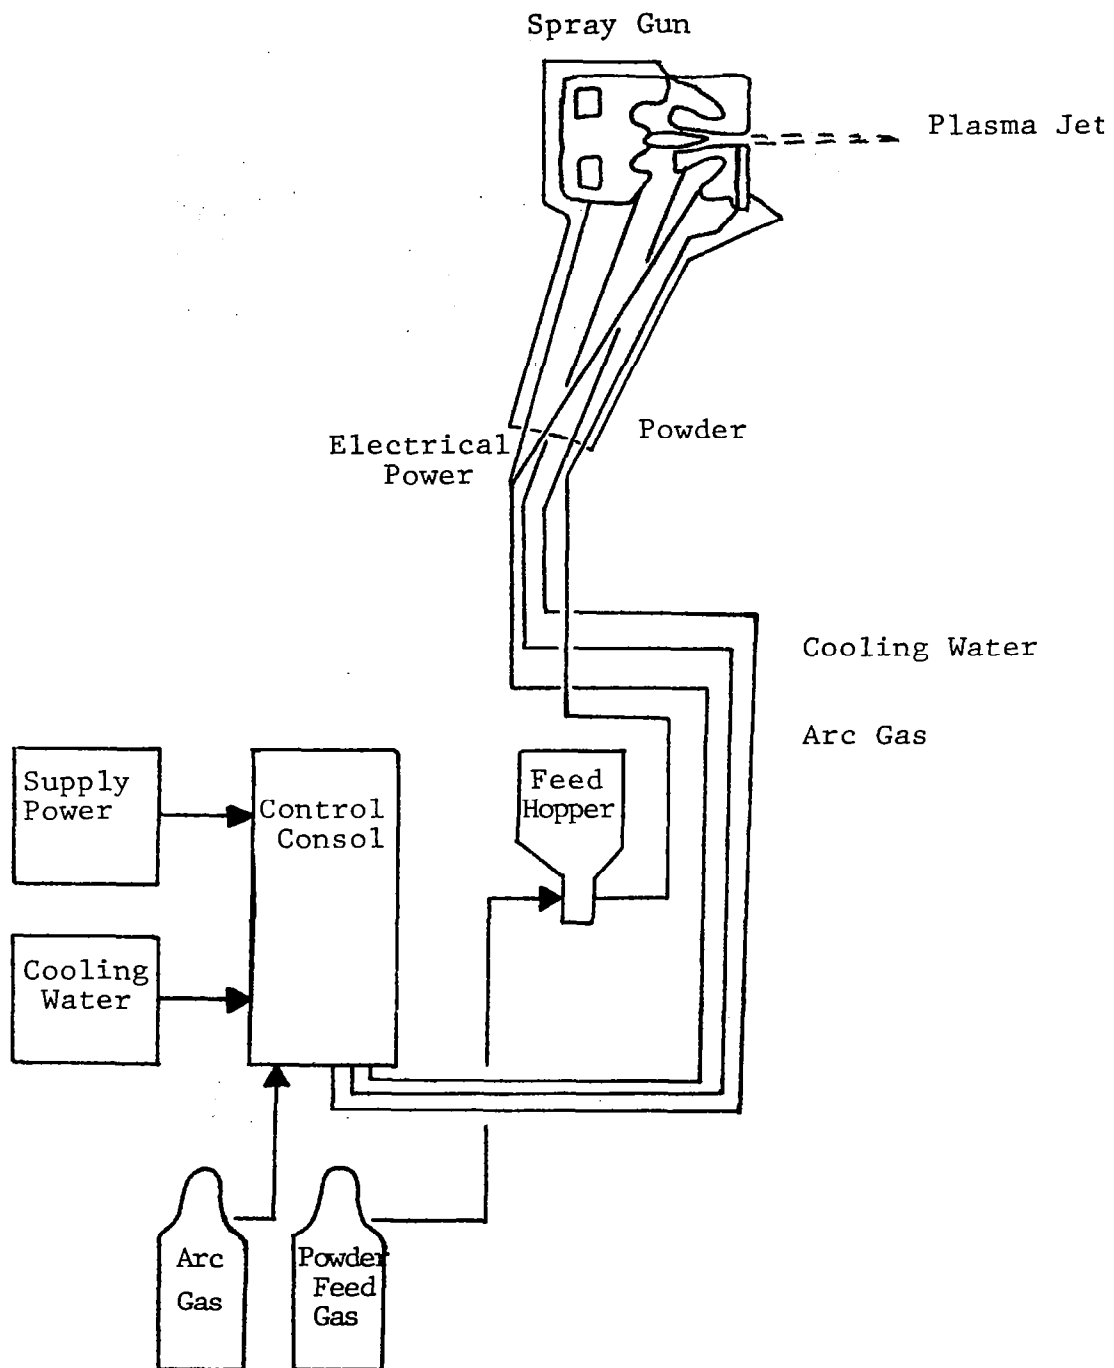 Spray Gun
Plasma Jet
Electrical
Power
Powder
Cooling Water
Arc Gas
Supply
Power
Control
Consol
Feed
Hopper
Cooling
Water
Arc
Gas
Powder
Feed
Gas